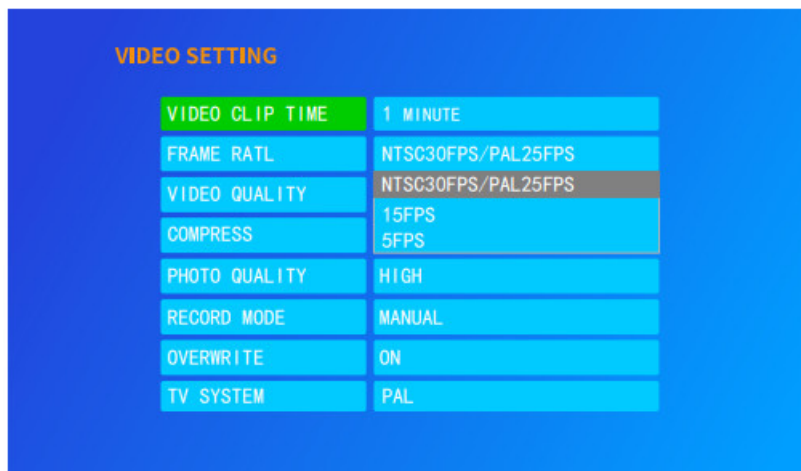 VIDEO SETTING
VIDEO CLIP TIME 1 MINUTE
FRAME RATL NTSC30FPS/PAL25FPS
VIDEO QUALITY NTSC30FPS/PAL25FPS
15FPS
COMPRESS 5FPS
PHOTO QUALITY HIGH
RECORD MODE MANUAL
OVERWRITE ON
TV SYSTEM PAL